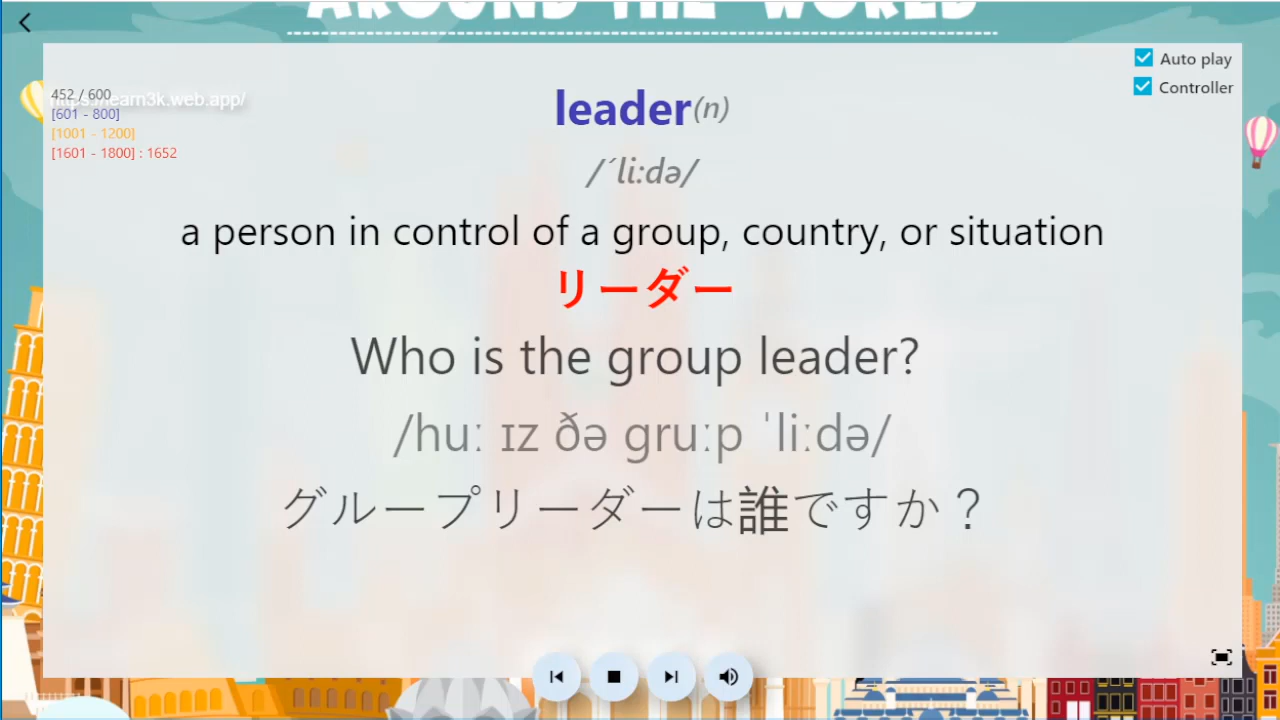 AROUND THE WORLD
Auto play
Controller
452 / 600
https://learn3k.web.app/
[601 - 800]
[1001 - 1200]
[1601 - 1800] : 1652
leader(n)
/ˊli:də/
a person in control of a group, country, or situation
リーダー
Who is the group leader?
/huː ɪz ðə gruːp ˈliːdə/
グループリーダーは誰ですか？